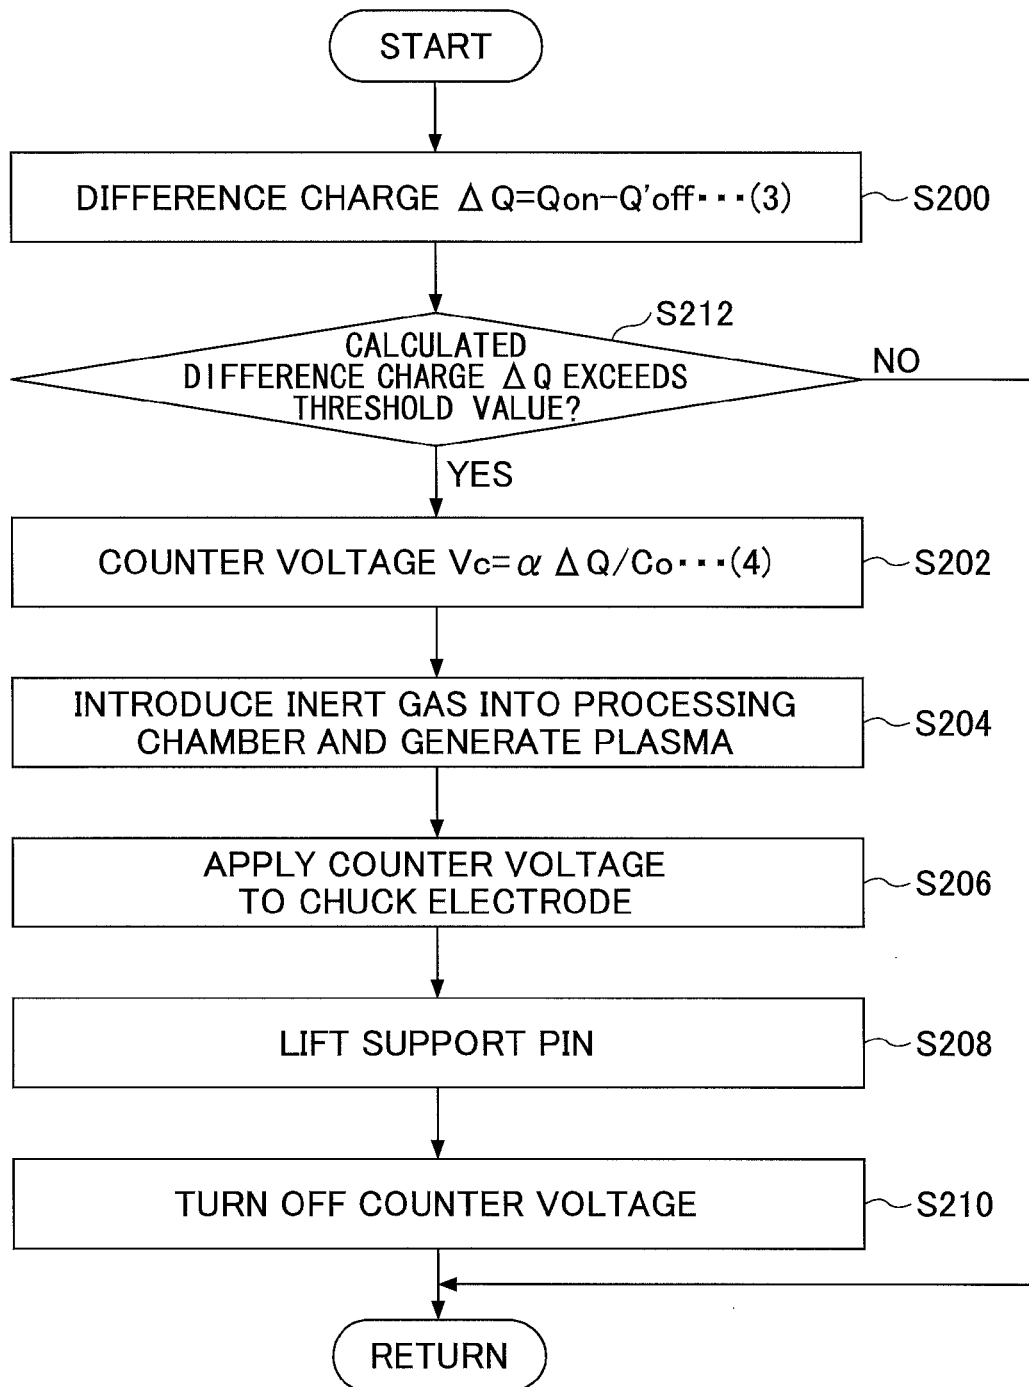 START
DIFFERENCE CHARGE ΔQ=Qon-Q'off・・・(3)
S200
S212
CALCULATED
DIFFERENCE CHARGE ΔQ EXCEEDS
THRESHOLD VALUE?
NO
YES
COUNTER VOLTAGE Vc=αΔQ/Co・・・(4)
S202
INTRODUCE INERT GAS INTO PROCESSING
CHAMBER AND GENERATE PLASMA
S204
APPLY COUNTER VOLTAGE
TO CHUCK ELECTRODE
S206
LIFT SUPPORT PIN
S208
TURN OFF COUNTER VOLTAGE
S210
RETURN